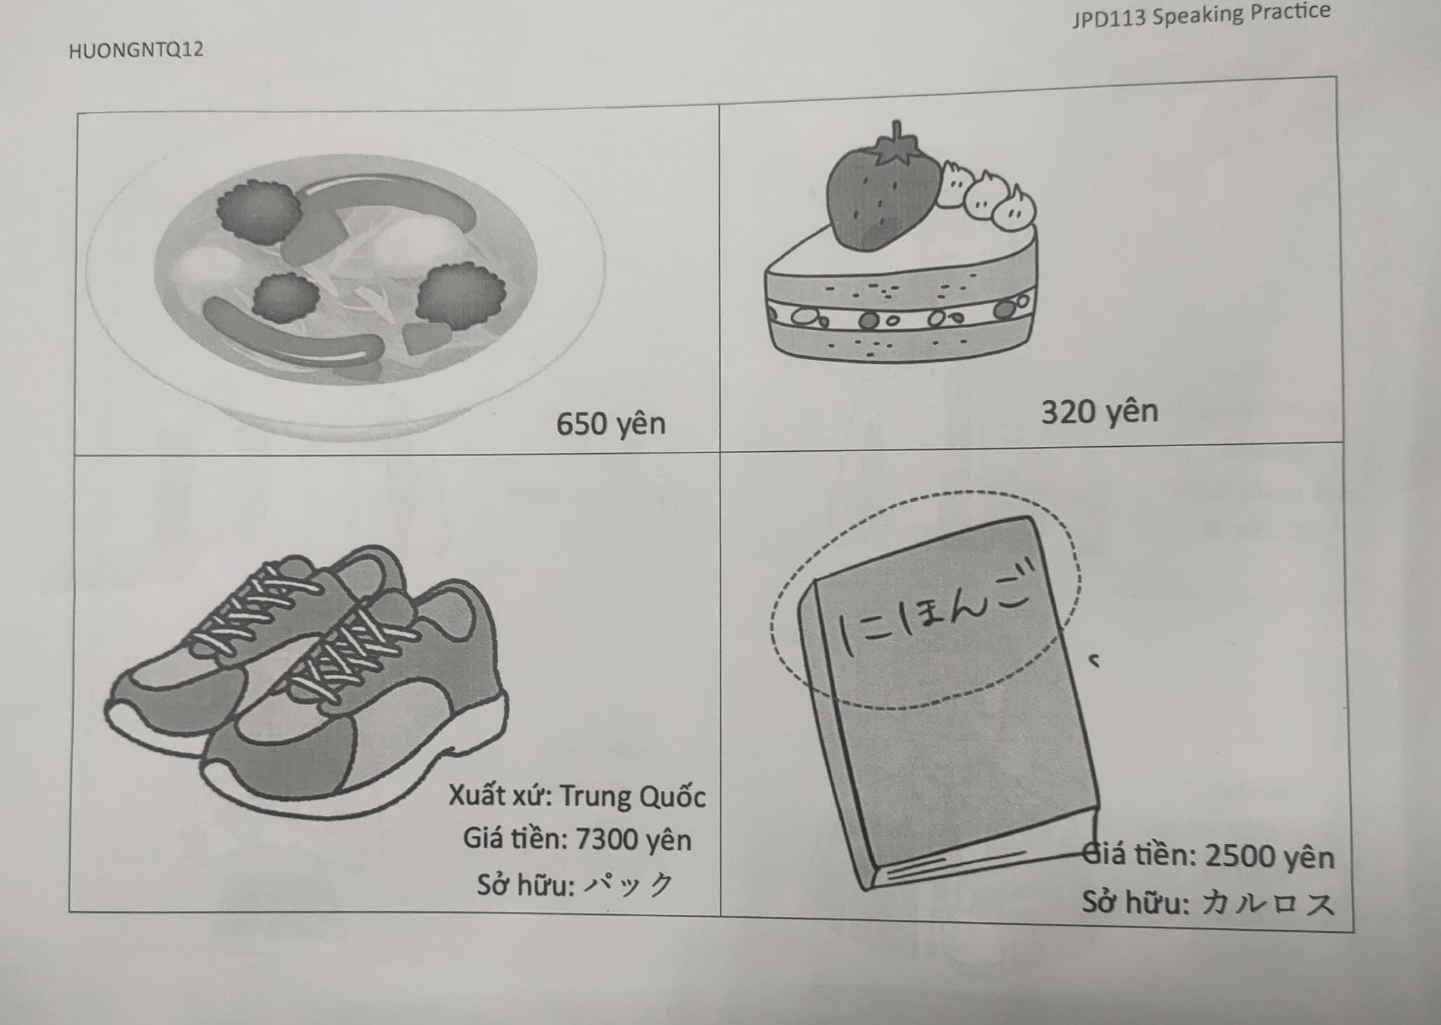 HUONGNTQ12
JPD113 Speaking Practice
650 yên
320 yên
Xuất xứ: Trung Quốc
Giá tiền: 7300 yên
Sở hữu: パック
にほんご
Giá tiền: 2500 yên
Sở hữu: カルロス